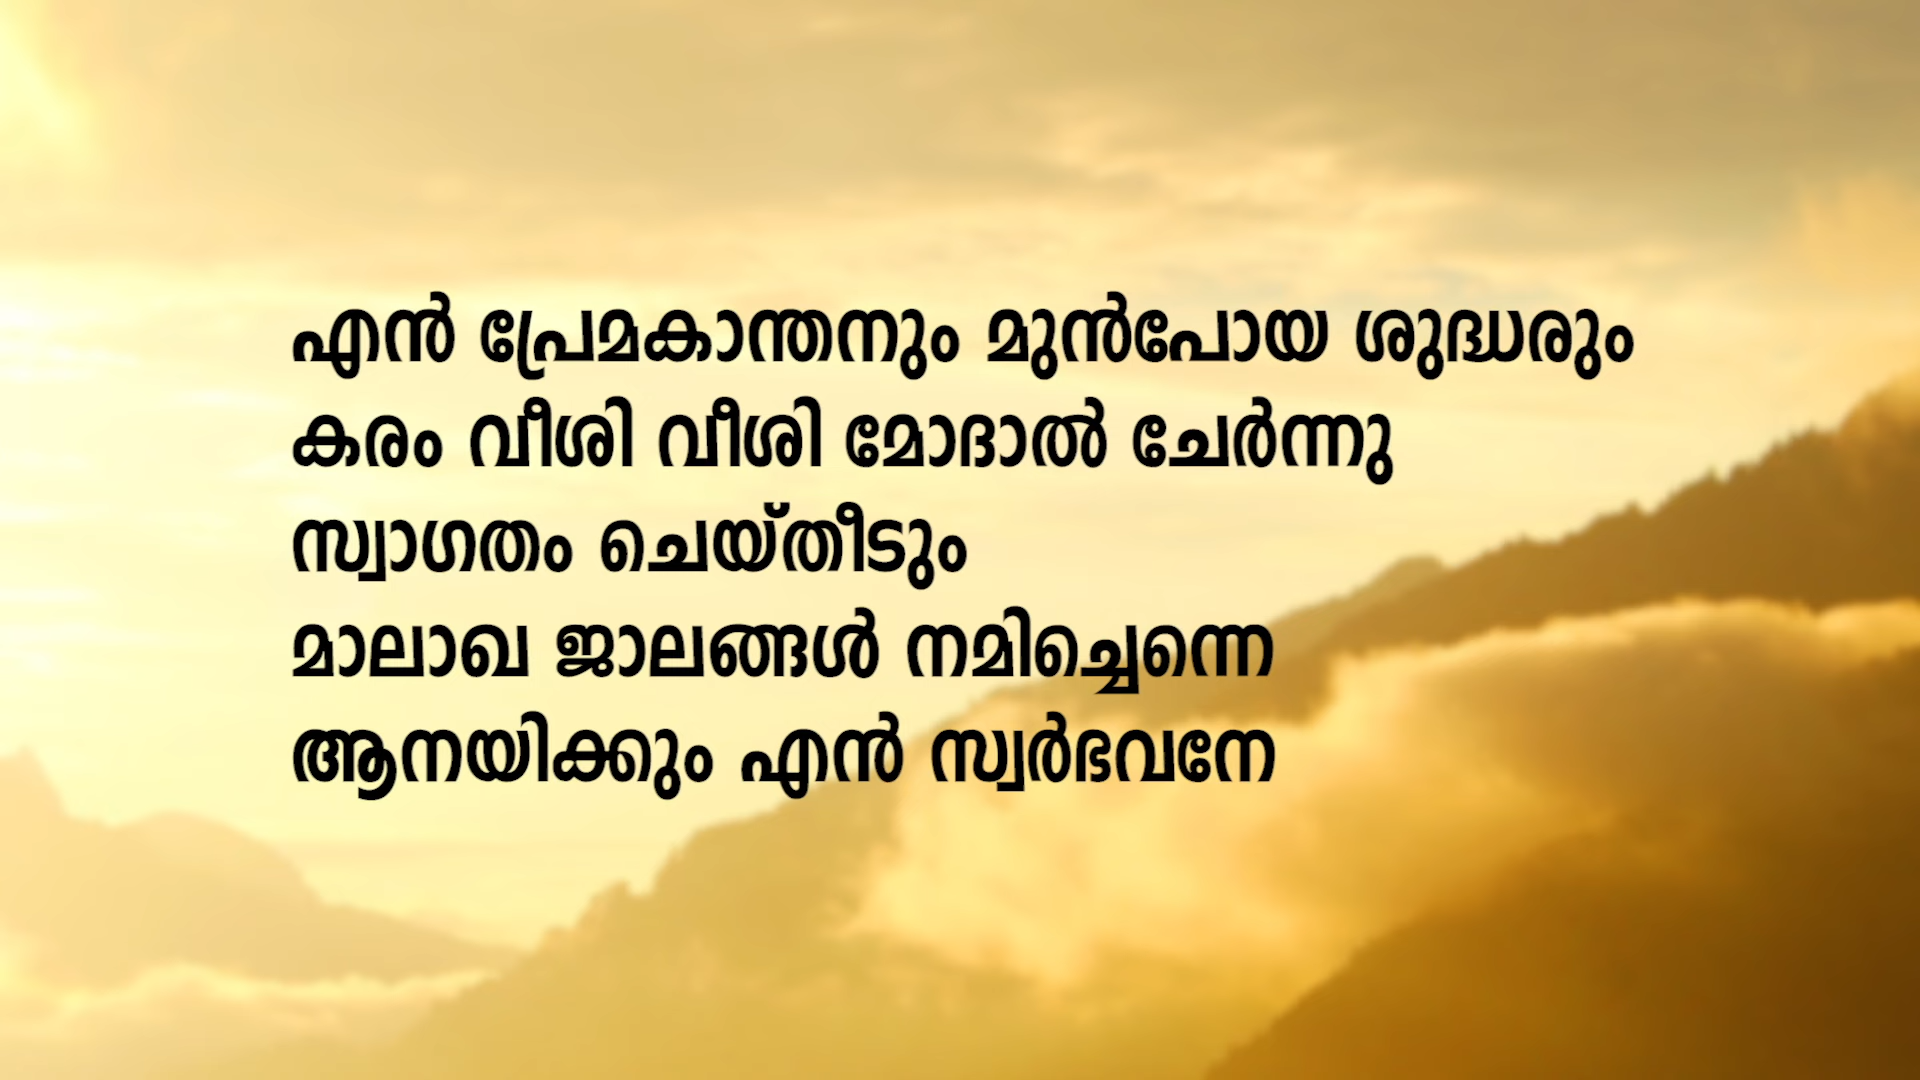 എൻ പ്രേമകാന്തനും മുൻപോയ ശുദ്ധരും
കരം വീശി വീശി മോദാൽ ചേർന്നു
സ്വാഗതം ചെയ്തീടും
മാലാഖ ജാലങ്ങൾ നമിച്ചെന്നെ
ആനയിക്കും എൻ സ്വർഭവനേ